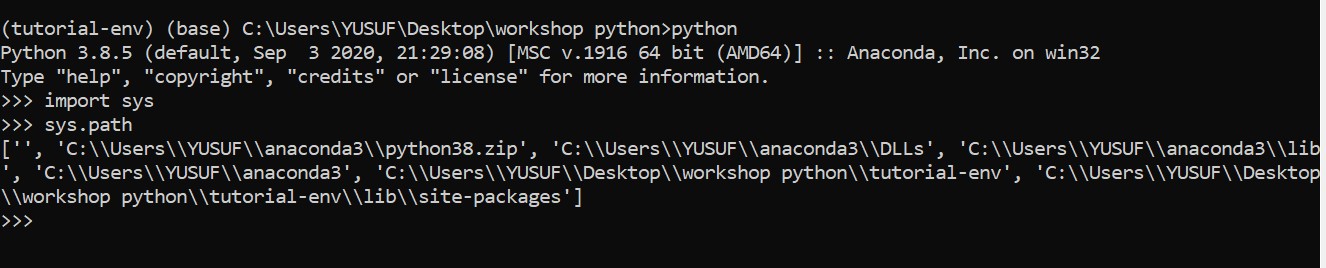 (tutorial-env) (base) C:\Users\YUSUF\Desktop\workshop python>python
Python 3.8.5 (default, Sep  3 2020, 21:29:08) [MSC v.1916 64 bit (AMD64)] :: Anaconda, Inc. on win32
Type "help", "copyright", "credits" or "license" for more information.
>>> import sys
>>> sys.path
['', 'C:\\Users\\YUSUF\\anaconda3\\python38.zip', 'C:\\Users\\YUSUF\\anaconda3\\DLLs', 'C:\\Users\\YUSUF\\anaconda3\\lib
', 'C:\\Users\\YUSUF\\anaconda3', 'C:\\Users\\YUSUF\\Desktop\\workshop python\\tutorial-env', 'C:\\Users\\YUSUF\\Desktop
\\workshop python\\tutorial-env\\lib\\site-packages']
>>>